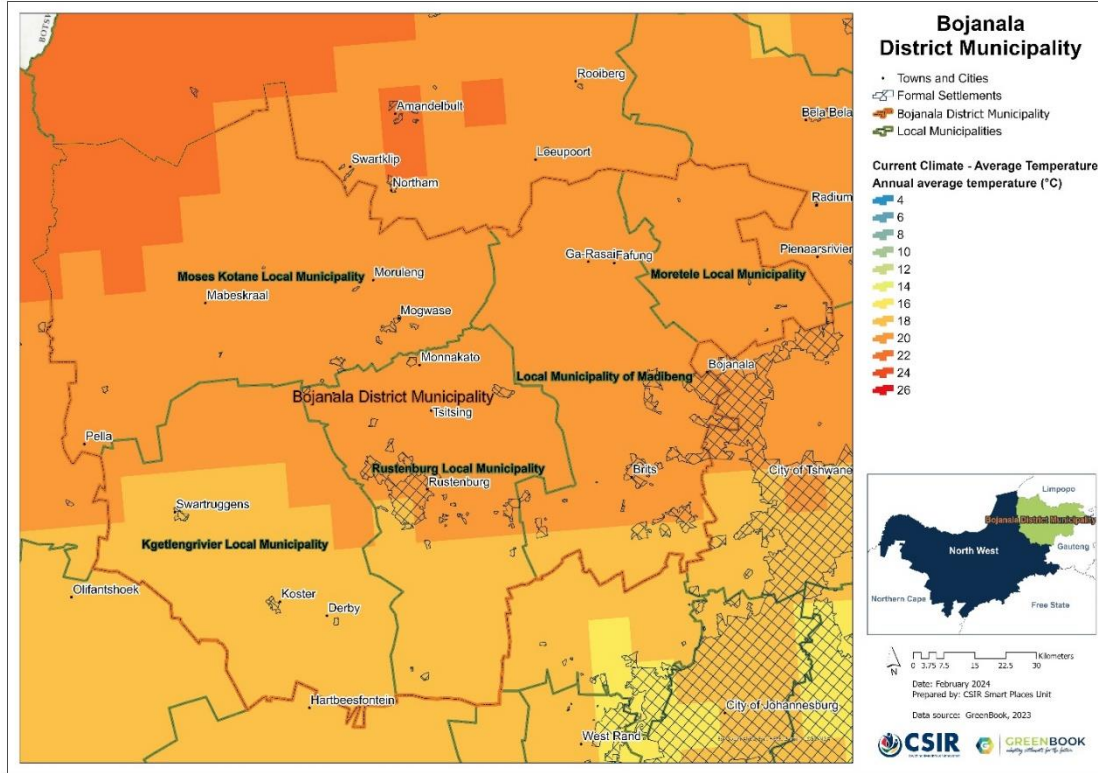 Bojanala
District Municipality
Towns and Cities
Formal Settlements
Bojanala District Municipality
Local Municipalities
Current Climate - Average Temperature
Annual average temperature (°C)
4
6
8
10
12
14
16
18
20
22
24
26
Rooiberg
Amandelbult
Bela Bela
Leeupoort
Swartklip
Northam
Radium
Ga-Rasai
Fafung
Pienaarsrivier
Moses Kotane Local Municipality
Moruleng
Moretele Local Municipality
Mabeskraal
Mogwase
Monnakato
Bojanala
Local Municipality of Madibeng
Bojanala District Municipality
Tsitsing
Pella
Rustenburg Local Municipality
Brits
City of Tshwane
Rustenburg
Swartruggens
Kgetlengrivier Local Municipality
Olifantshoek
Koster
Derby
Hartbeesfontein
City of Johannesburg
West Rand
Limpopo
Bojanala District Municipality
North West
Gauteng
Northern Cape
Free State
N
Kilometers
0 3.75 7.5 15 22.5 30
Date: February 2024
Prepared by: CSIR Smart Places Unit
Data source: GreenBook, 2023
CSIR
GREENBOOK